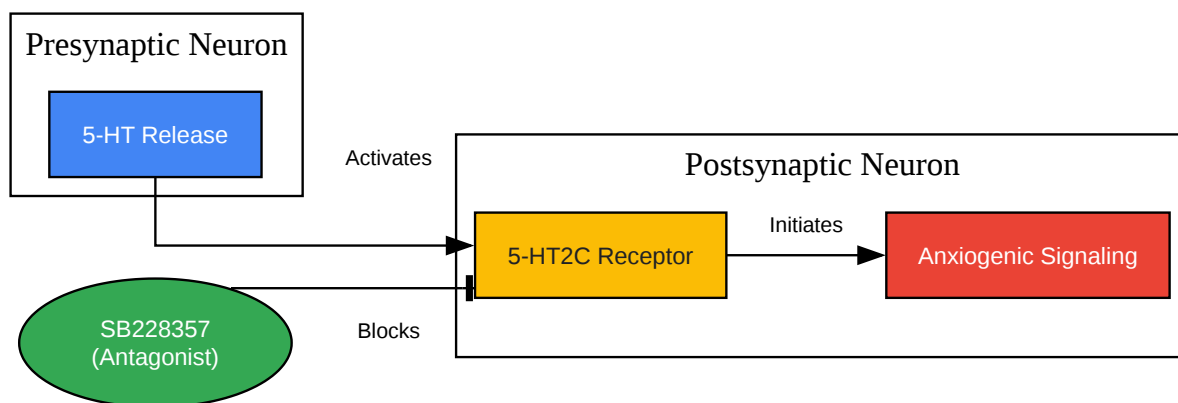 Presynaptic Neuron
5-HT Release
Activates
Postsynaptic Neuron
5-HT2C Receptor
Initiates
Anxiogenic Signaling
SB228357
(Antagonist)
Blocks